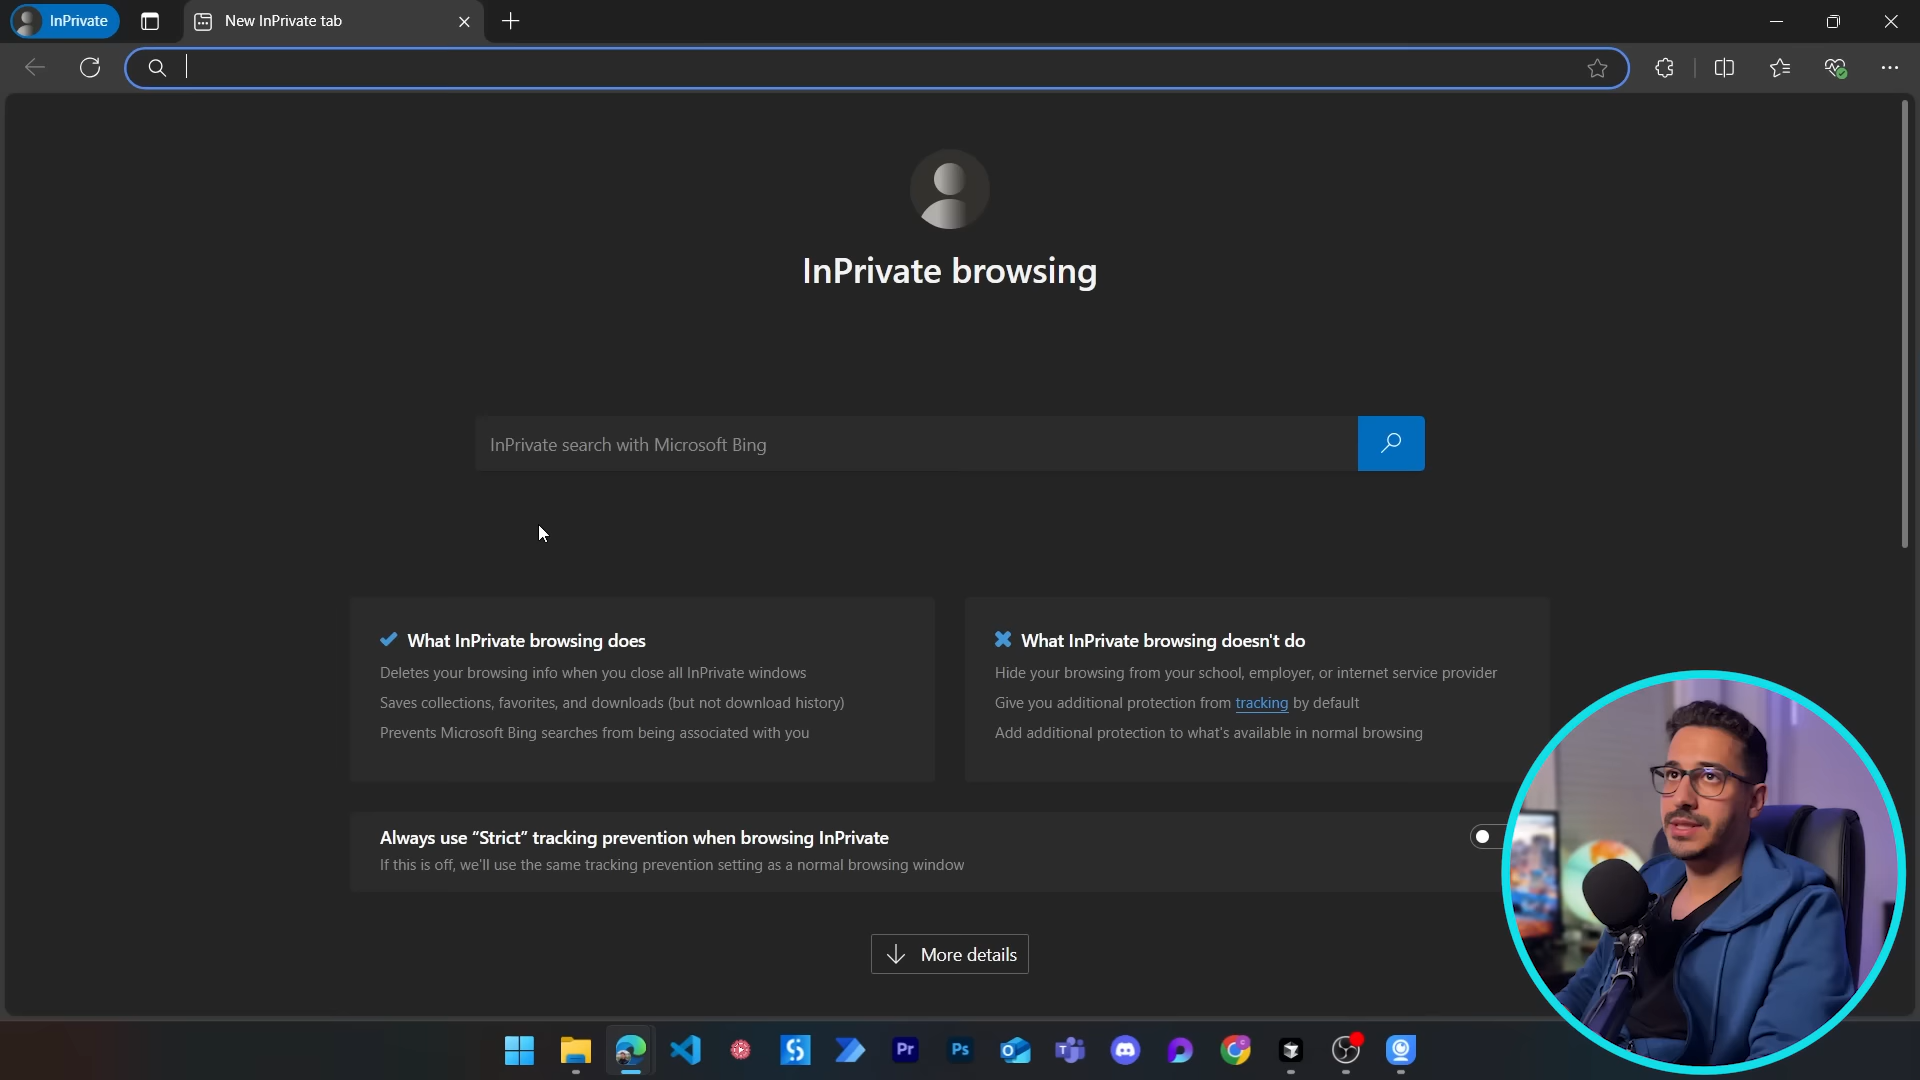 InPrivate
New InPrivate tab
InPrivate browsing
InPrivate search with Microsoft Bing
What InPrivate browsing does
Deletes your browsing info when you close all InPrivate windows
Saves collections, favorites, and downloads (but not download history)
Prevents Microsoft Bing searches from being associated with you
What InPrivate browsing doesn't do
Hide your browsing from your school, employer, or internet service provider
Give you additional protection from tracking by default
Add additional protection to what's available in normal browsing
Always use “Strict” tracking prevention when browsing InPrivate
If this is off, we'll use the same tracking prevention setting as a normal browsing window
More details
Pr
Ps